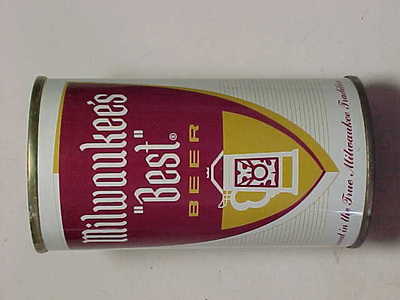 Milwaukee's
"Best"®
BEER
in the True Milwaukee Tradition